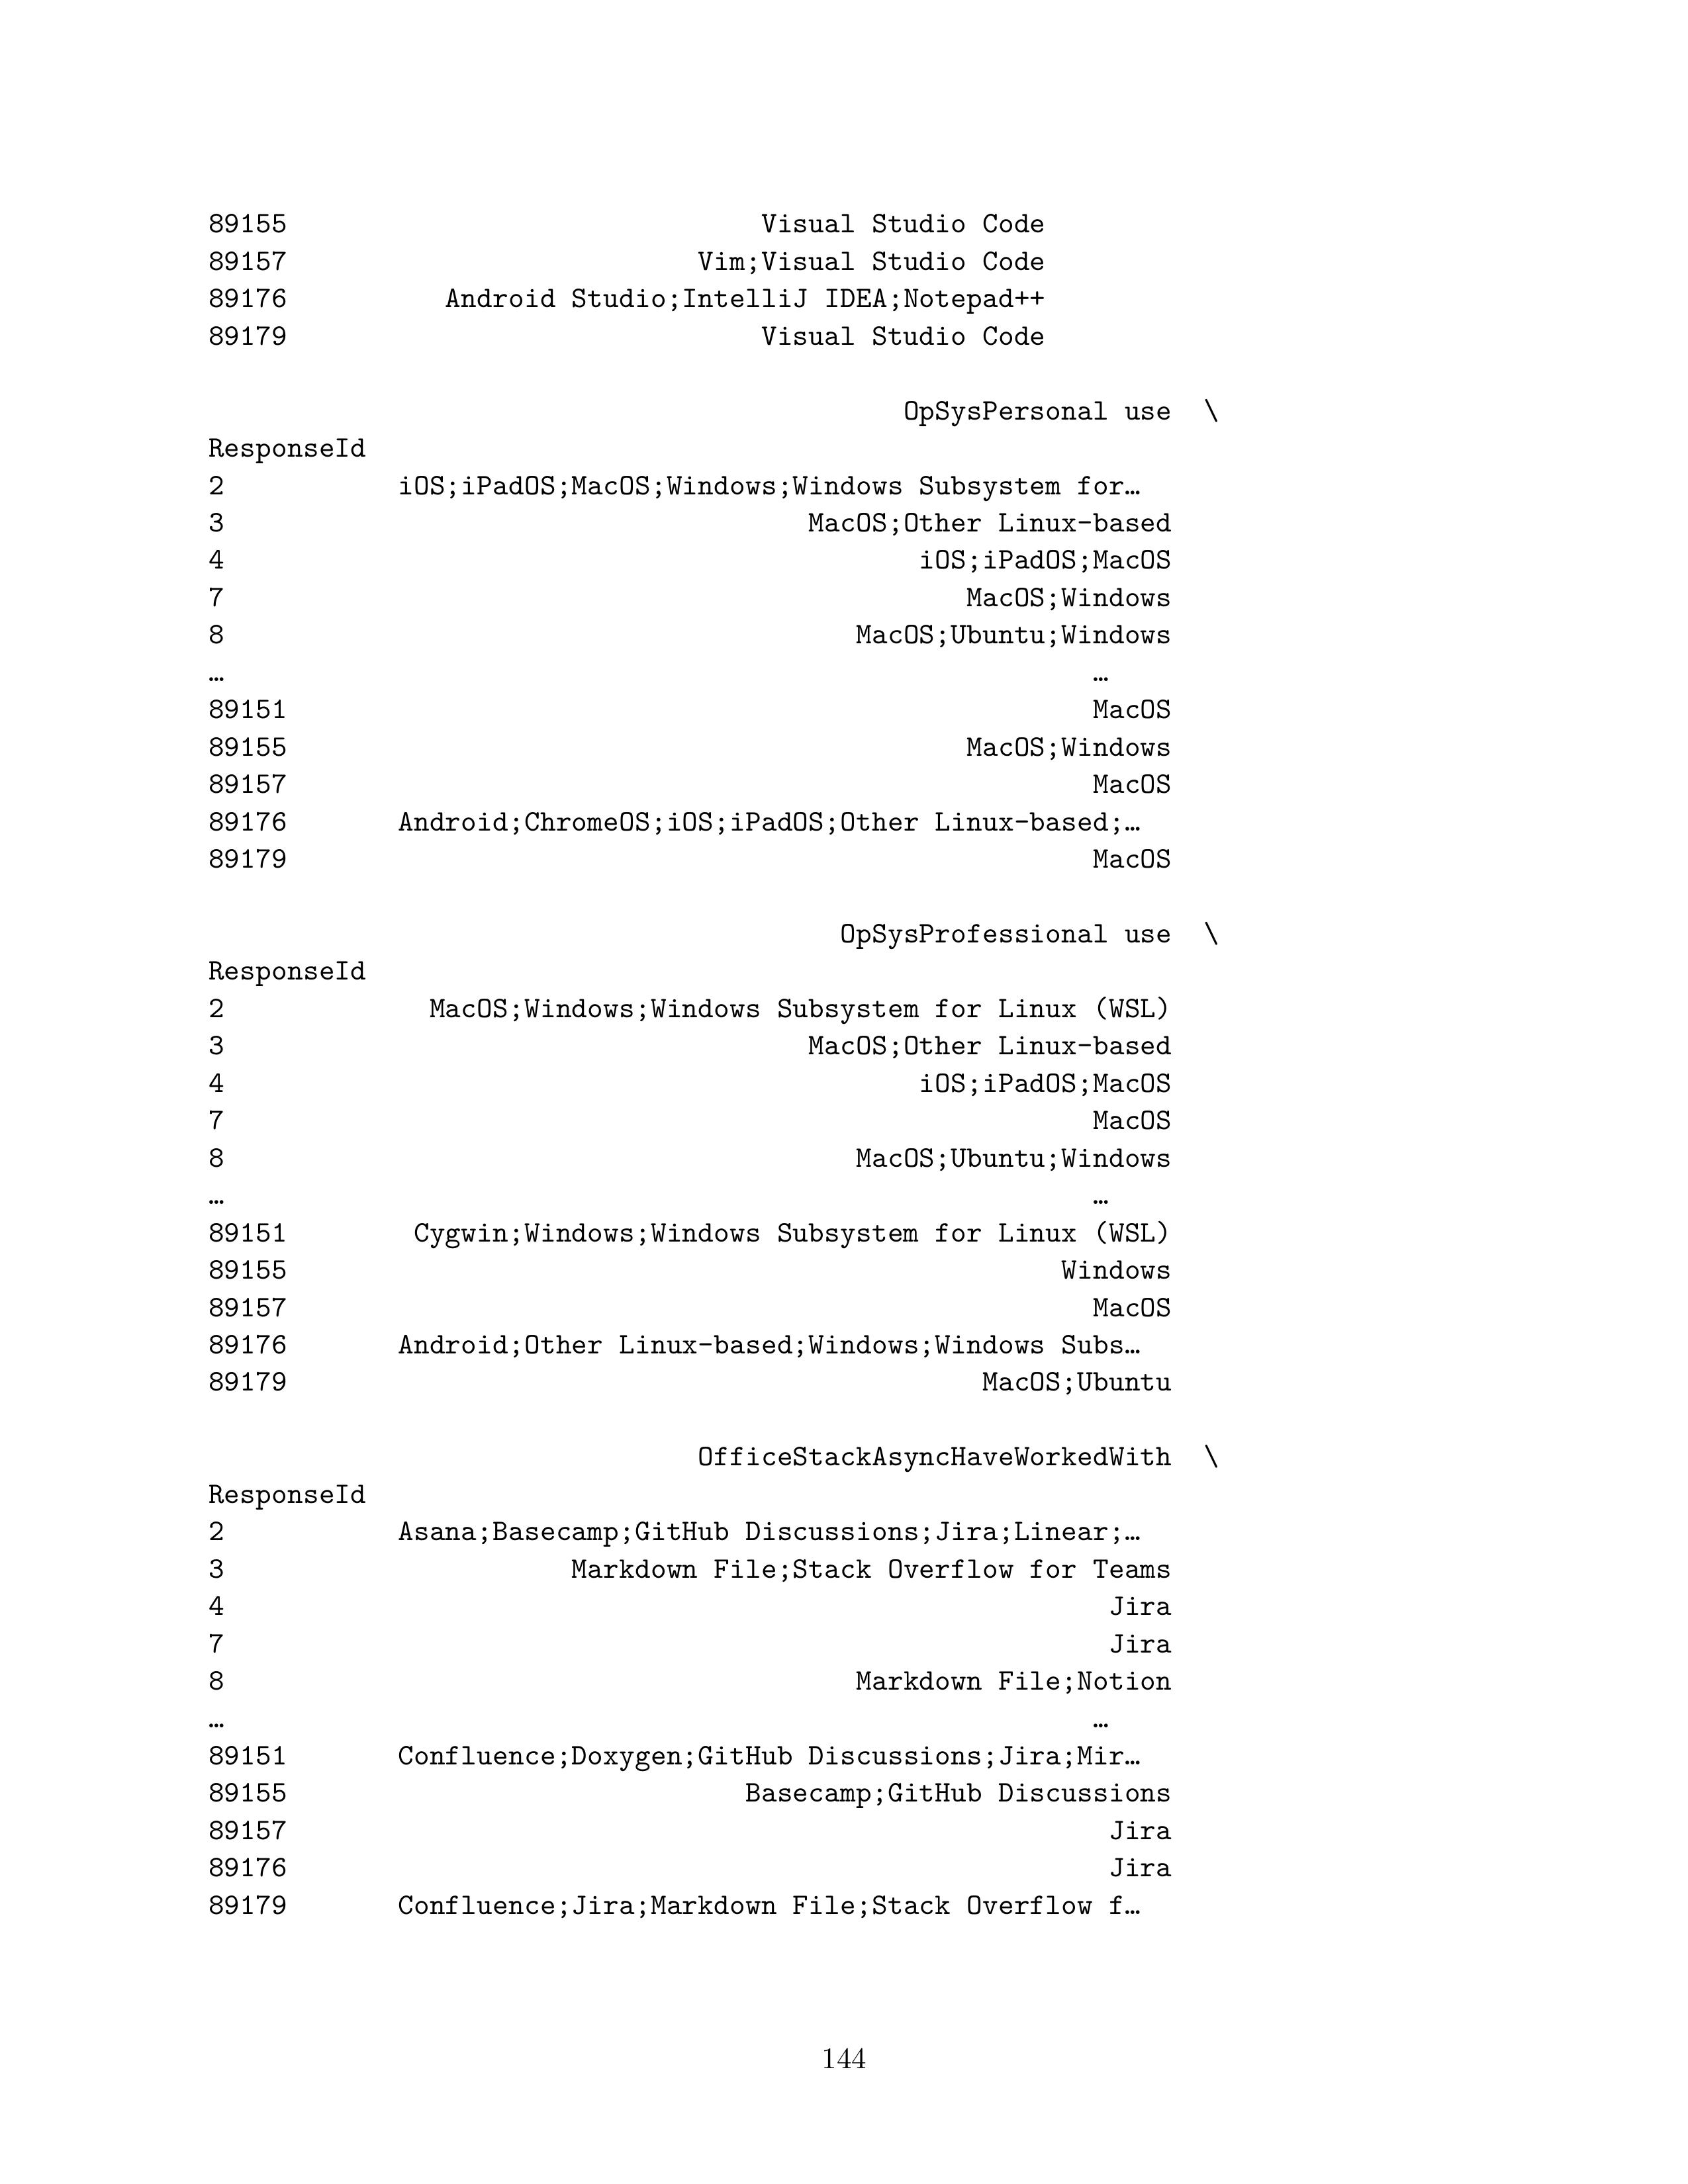 89155 Visual Studio Code
89157 Vim;Visual Studio Code
89176 Android Studio;IntelliJ IDEA;Notepad++
89179 Visual Studio Code
OpSysPersonal use \
ResponseId
2 iOS;iPadOS;MacOS;Windows;Windows Subsystem for…
3 MacOS;Other Linux-based
4 iOS;iPadOS;MacOS
7 MacOS;Windows
8 MacOS;Ubuntu;Windows
… …
89151 MacOS
89155 MacOS;Windows
89157 MacOS
89176 Android;ChromeOS;iOS;iPadOS;Other Linux-based;…
89179 MacOS
OpSysProfessional use \
ResponseId
2 MacOS;Windows;Windows Subsystem for Linux (WSL)
3 MacOS;Other Linux-based
4 iOS;iPadOS;MacOS
7 MacOS
8 MacOS;Ubuntu;Windows
… …
89151 Cygwin;Windows;Windows Subsystem for Linux (WSL)
89155 Windows
89157 MacOS
89176 Android;Other Linux-based;Windows;Windows Subs…
89179 MacOS;Ubuntu
OfficeStackAsyncHaveWorkedWith \
ResponseId
2 Asana;Basecamp;GitHub Discussions;Jira;Linear;…
3 Markdown File;Stack Overflow for Teams
4 Jira
7 Jira
8 Markdown File;Notion
… …
89151 Confluence;Doxygen;GitHub Discussions;Jira;Mir…
89155 Basecamp;GitHub Discussions
89157 Jira
89176 Jira
89179 Confluence;Jira;Markdown File;Stack Overflow f…
144